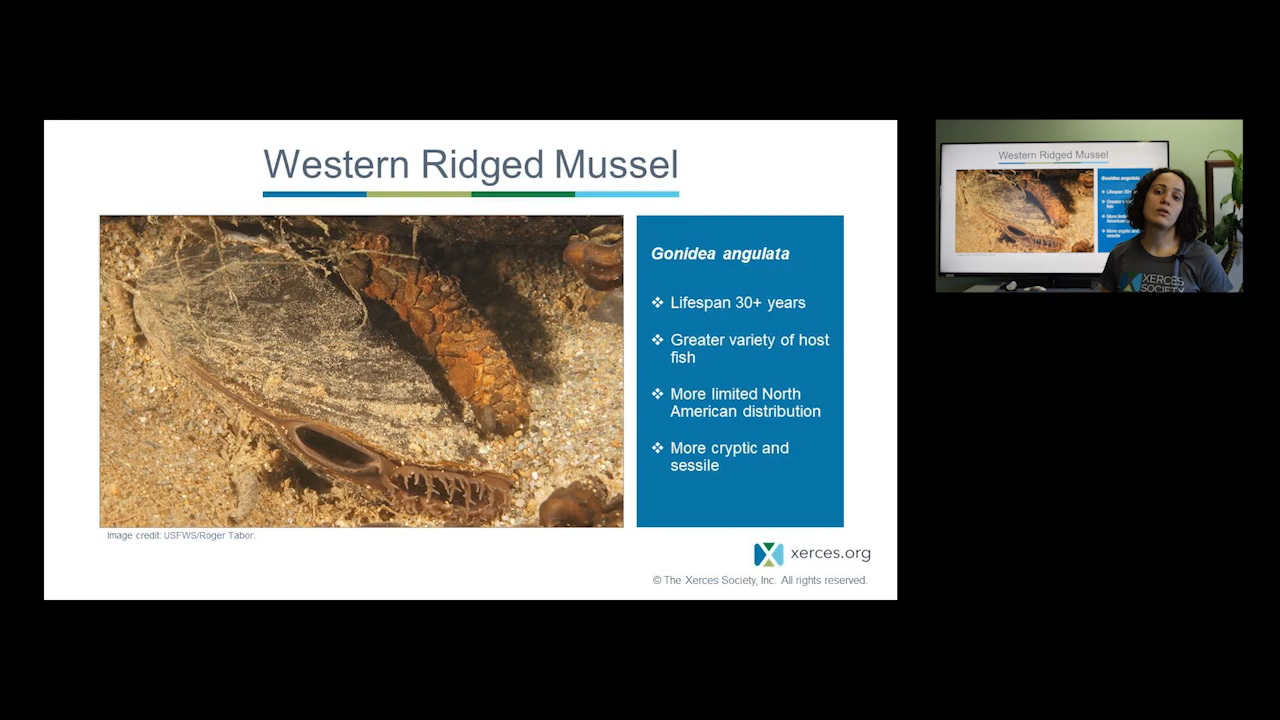 Western Ridged Mussel
Gonidea angulata
❖ Lifespan 30+ years
❖ Greater variety of host
fish
❖ More limited North
American distribution
❖ More cryptic and
sessile
Image credit: USFWS/Roger Tabor.
xerces.org
© The Xerces Society, Inc. All rights reserved.
Western Ridged Mussel
Gonidea angulata
XERCES
SOCIETY